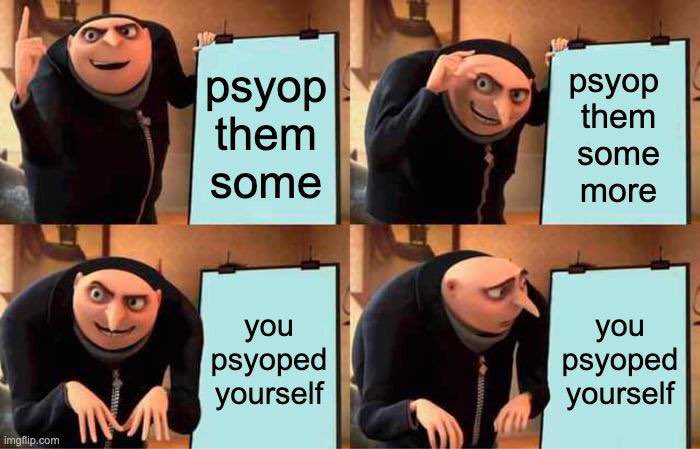 psyop
them
some
psyop
them
some
more
you
psyoped
yourself
you
psyoped
yourself
imgflip.com